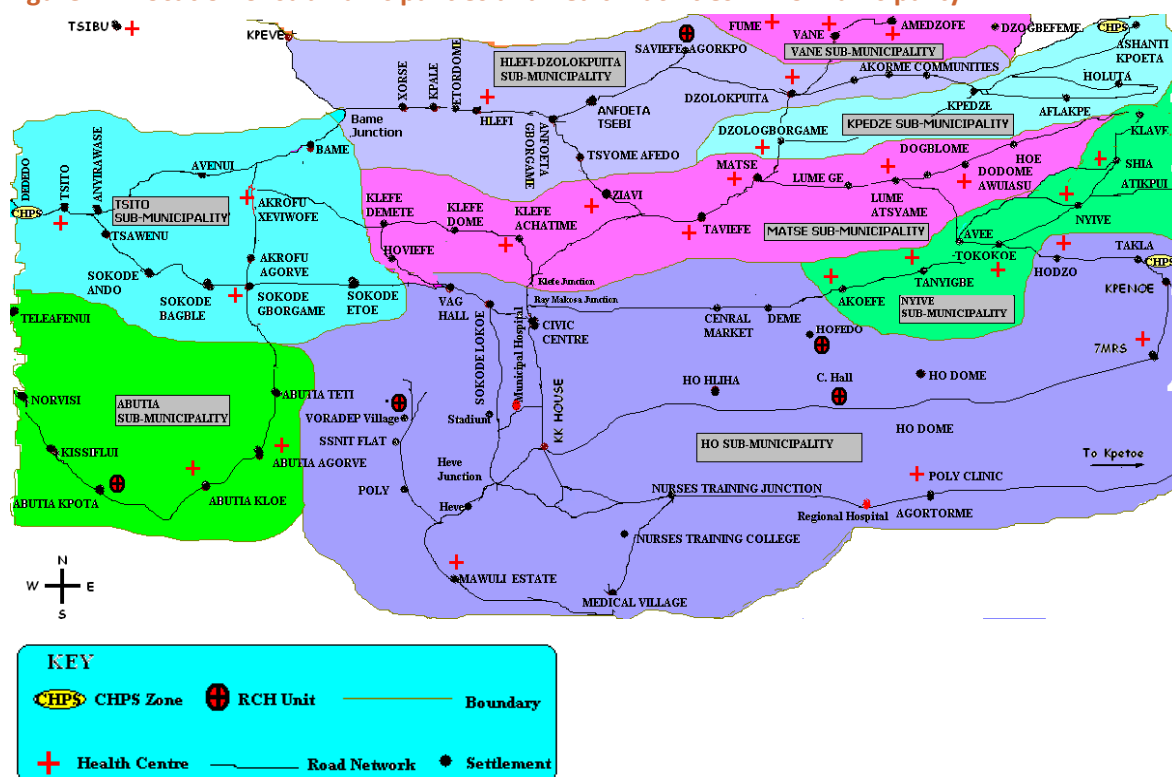 TSIBU
KPEVE
FUME
VANE
AMEDZOFE
DZOGBEFEME
CHPS
ASHANTI
KPOETA
SAVIEFE AGORKPO
VANE SUB-MUNICIPALITY
HLEFI-DZOLOKPUITA
SUB-MUNICIPALITY
AKORME COMMUNITIES
HOLUTA
XORSE
KPALE
ETORDOME
HLEFI
ANFOETA
TSEBI
DZOLOKPUITA
KPEDZE
AFLAKPE
Bame
Junction
ANFOETA
GBORGAME
DZOLOGBORGAME
KPEDZE SUB-MUNICIPALITY
KLAVE
DEDEDO
TSITO
ANYIRAWASE
AVENUI
BAME
TSYOME AFEDO
MATSE
DOGBLOME
HOE
SHIA
LUME GE
DODOME
AWUIASU
ATIKPUI
CHPS
TSITO
SUB-MUNICIPALITY
AKROFU
XEVIWOFE
KLEFE
DEMETE
KLEFE
DOME
KLEFE
ACHATIME
ZIAVI
LUME
ATSYAME
NYIVE
TSAWENU
TAVIEFE
MATSE SUB-MUNICIPALITY
AVEE
HOVIEFE
TOKOKOE
TAKLA
CHPS
SOKODE
ANDO
AKROFU
AGORVE
HODZO
SOKODE
BAGBLE
SOKODE
GBORGAME
SOKODE
ETOE
VAG
HALL
Klefe Junction
Ray Makosa Junction
AKOEFE
TANYIGBE
NYIVE
SUB-MUNICIPALITY
KPENOE
TELEAFENUI
CIVIC
CENTRE
CENRAL
MARKET
DEME
HOFEDO
7MRS
SOKODE LOKOE
Municipal Hospital
KK HOUSE
HO HLIHA
C. Hall
HO DOME
NORVISI
ABUTIA
SUB-MUNICIPALITY
ABUTIA TETI
VORADEP Village
Stadium
HO DOME
HO SUB-MUNICIPALITY
SSNIT FLAT
KISSIFLUI
ABUTIA AGORVE
To Kpetoe
Heve
Junction
POLY CLINIC
ABUTIA KPOTA
ABUTIA KLOE
POLY
NURSES TRAINING JUNCTION
Heve
Regional Hospital
AGORTORME
NURSES TRAINING COLLEGE
N
W E
S
MAWULI ESTATE
MEDICAL VILLAGE
KEY
CHPS CHPS Zone
RCH Unit
Boundary
Health Centre
Road Network
Settlement